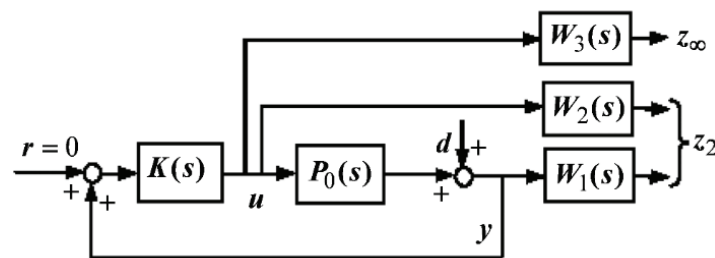 W₃(s)
z∞
W₂(s)
r = 0
d
+
z₂
K(s)
P₀(s)
W₁(s)
+
+
u
+
y